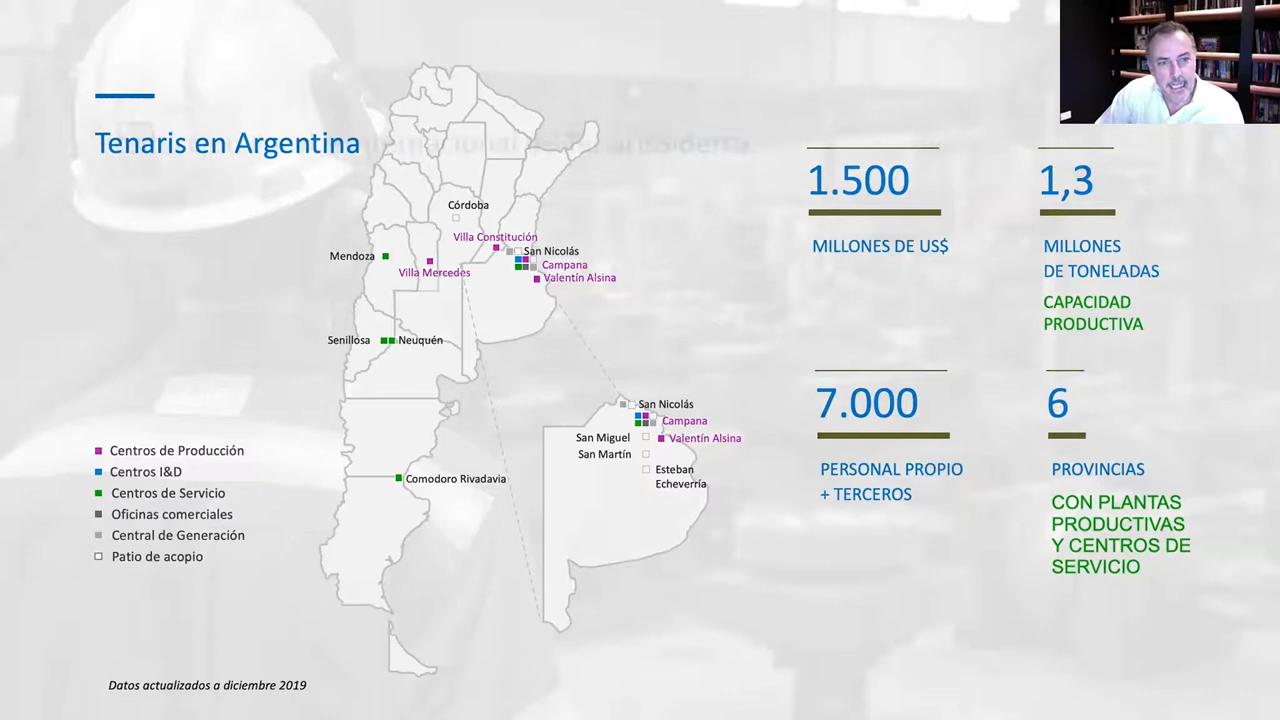 Tenaris en Argentina
Córdoba
Villa Constitución
San Nicolás
Mendoza
Campana
Villa Mercedes
Valentín Alsina
Senillosa
Neuquén
Comodoro Rivadavia
San Nicolás
Campana
San Miguel
Valentín Alsina
San Martín
Esteban
Echeverría
Centros de Producción
Centros I&D
Centros de Servicio
Oficinas comerciales
Central de Generación
Patio de acopio
1.500
MILLONES DE US$
1,3
MILLONES
DE TONELADAS
CAPACIDAD
PRODUCTIVA
7.000
PERSONAL PROPIO
+ TERCEROS
6
PROVINCIAS
CON PLANTAS
PRODUCTIVAS
Y CENTROS DE
SERVICIO
Datos actualizados a diciembre 2019